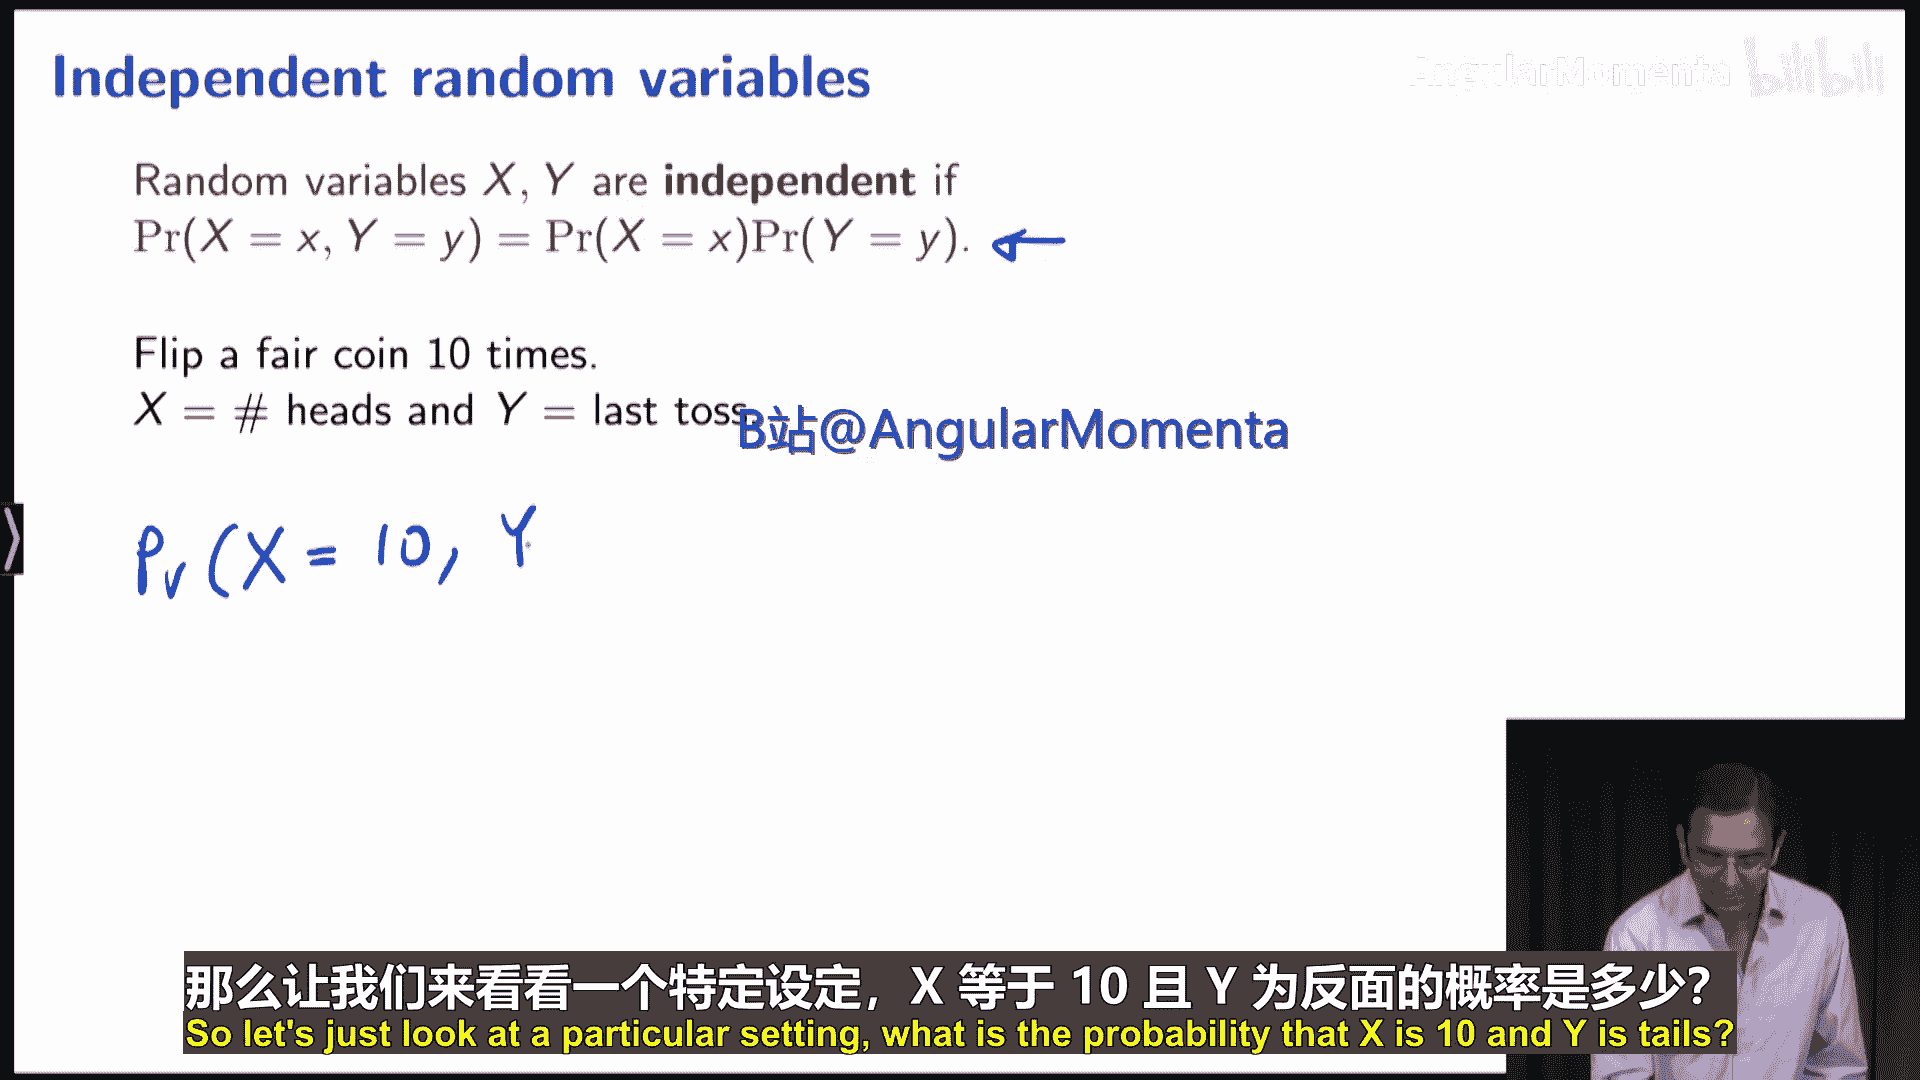 Independent random variables
AngularMomenta bilibili
Random variables X, Y are independent if
Pr(X = x, Y = y) = Pr(X = x)Pr(Y = y).
Flip a fair coin 10 times.
X = # heads and Y = last toss
B站@AngularMomenta
Pr(X = 10, Y
那么让我们来看看一个特定设定，X 等于 10 且 Y 为反面的概率是多少？
So let's just look at a particular setting, what is the probability that X is 10 and Y is tails?